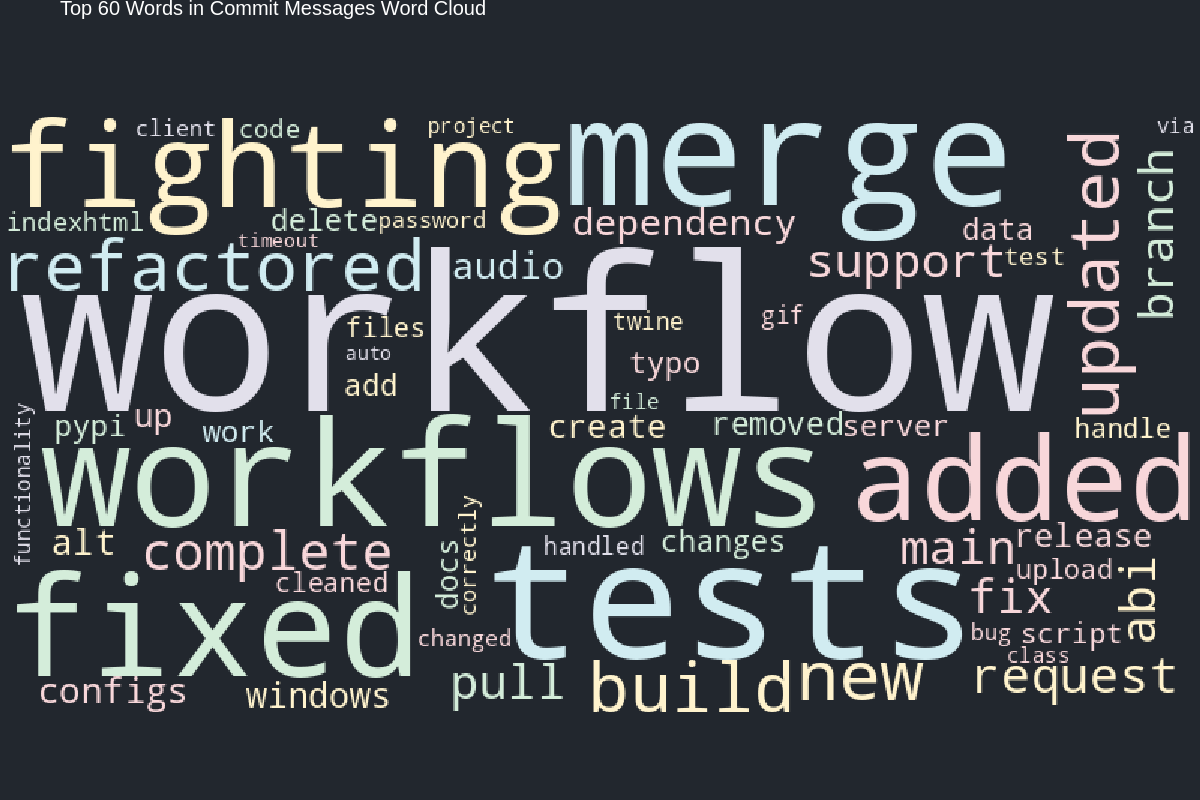 Top 60 Words in Commit Messages Word Cloud
fighting
client
code
project
merge
via
updated
branch
indexhtml
delete
password
dependency
data
timeout
refactored
audio
support
test
workflow
files
twine
gif
auto
typo
add
file
functionality
pypi
up
work
create
removed
server
handle
workflows
added
alt
complete
docs
correctly
handled
changes
main
release
cleaned
tests
upload
abi
fixed
fix
changed
bug
script
class
configs
windows
pull
build
new
request